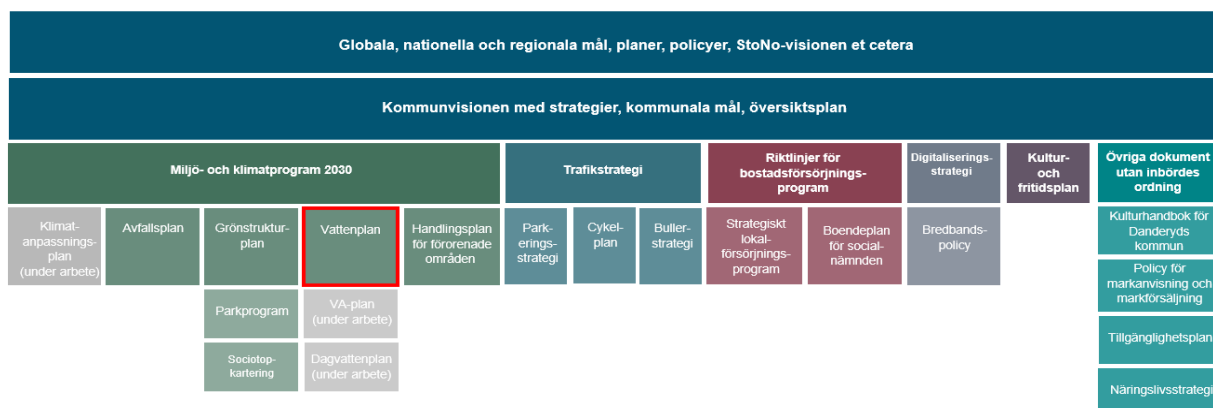 Globala, nationella och regionala mål, planer, policyer, StoNo-visionen et cetera
Kommunvisionen med strategier, kommunala mål, översiktsplan
Miljö- och klimatprogram 2030
Klimat-
anpassnings-
plan
(under arbete)
Avfallsplan
Grönstruktur-
plan
Vattenplan
Handlingsplan
för förorenade
områden
Parkprogram
VA-plan
(under arbete)
Sociotop-
kartering
Dagvattenplan
(under arbete)
Trafikstrategi
Park-
erings-
strategi
Cykel-
plan
Buller-
strategi
Riktlinjer för
bostadsförsörjnings-
program
Strategiskt
lokal-
försörjnings-
program
Boendeplan
för social-
nämnden
Digitaliserings-
strategi
Bredbands-
policy
Kultur-
och
fritidsplan
Övriga dokument
utan inbördes
ordning
Kulturhandbok för
Danderyds
kommun
Policy för
markanvisning och
markförsäljning
Tillgänglighetsplan
Näringslivsstrategi